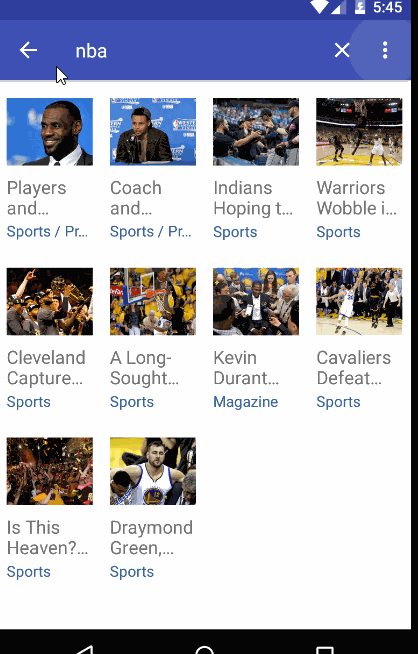 5:45
nba
Players
and...
Sports / Pr...
Coach
and...
Sports / Pr...
Indians
Hoping t...
Sports
Warriors
Wobble i...
Sports
Cleveland
Capture...
Sports
A Long-
Sought...
Sports
Kevin
Durant...
Magazine
Cavaliers
Defeat...
Sports
Is This
Heaven?...
Sports
Draymond
Green,...
Sports